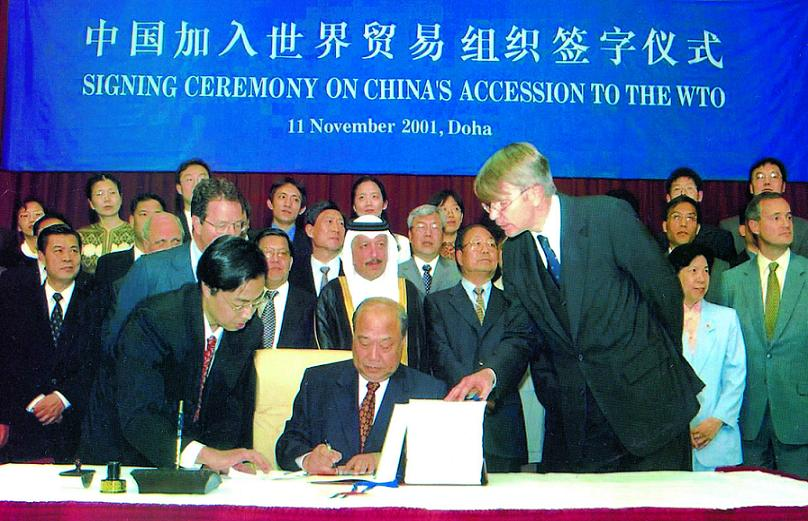 中国加入世界贸易组织签字仪式
SIGNING CEREMONY ON CHINA'S ACCESSION TO THE WTO
11 November 2001, Doha